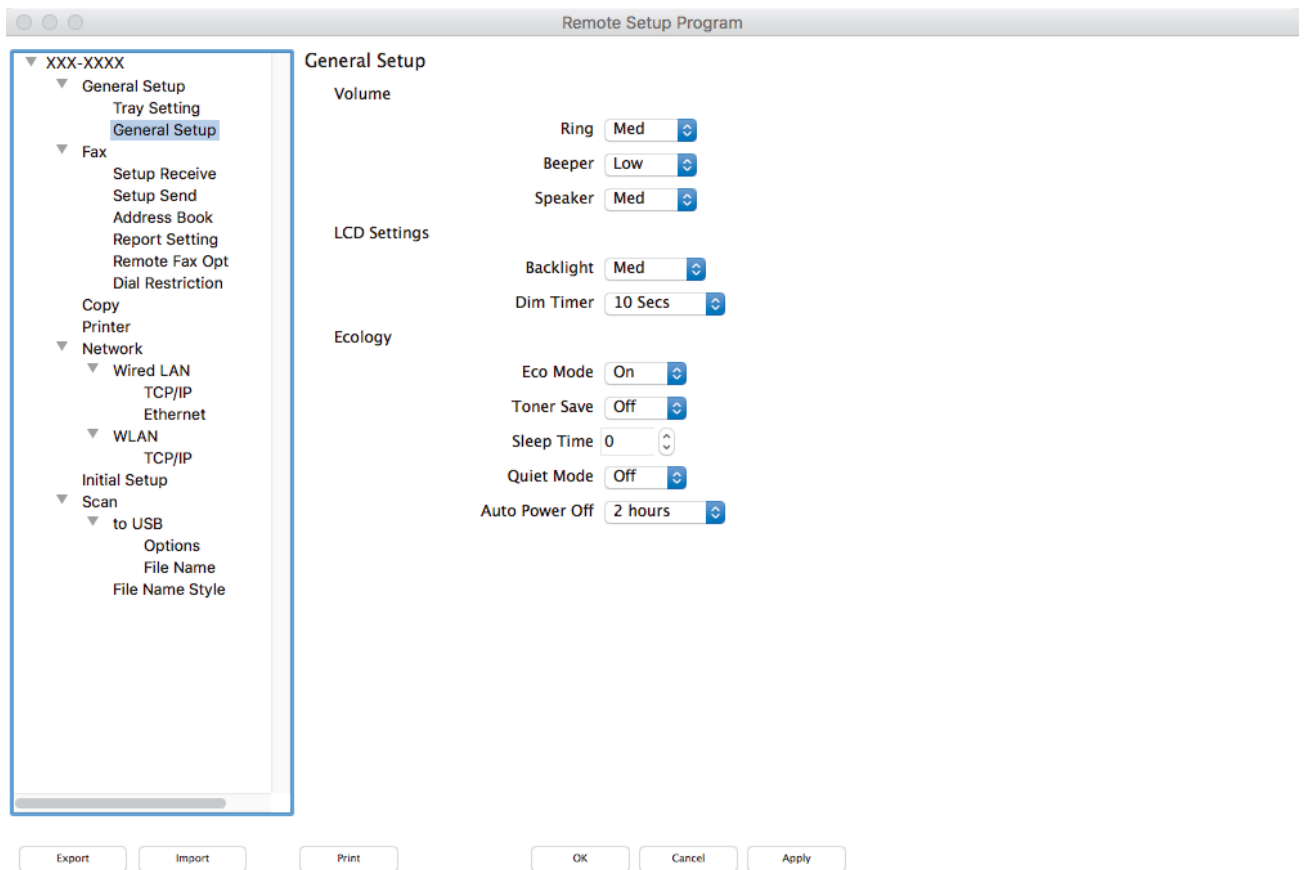 Remote Setup Program
XXX-XXXX
General Setup
Tray Setting
General Setup
Fax
Setup Receive
Setup Send
Address Book
Report Setting
Remote Fax Opt
Dial Restriction
Copy
Printer
Network
Wired LAN
TCP/IP
Ethernet
WLAN
TCP/IP
Initial Setup
Scan
to USB
Options
File Name
File Name Style
General Setup
Volume
Ring Med
Beeper Low
Speaker Med
LCD Settings
Backlight Med
Dim Timer 10 Secs
Ecology
Eco Mode On
Toner Save Off
Sleep Time 0
Quiet Mode Off
Auto Power Off 2 hours
Export Import Print OK Cancel Apply